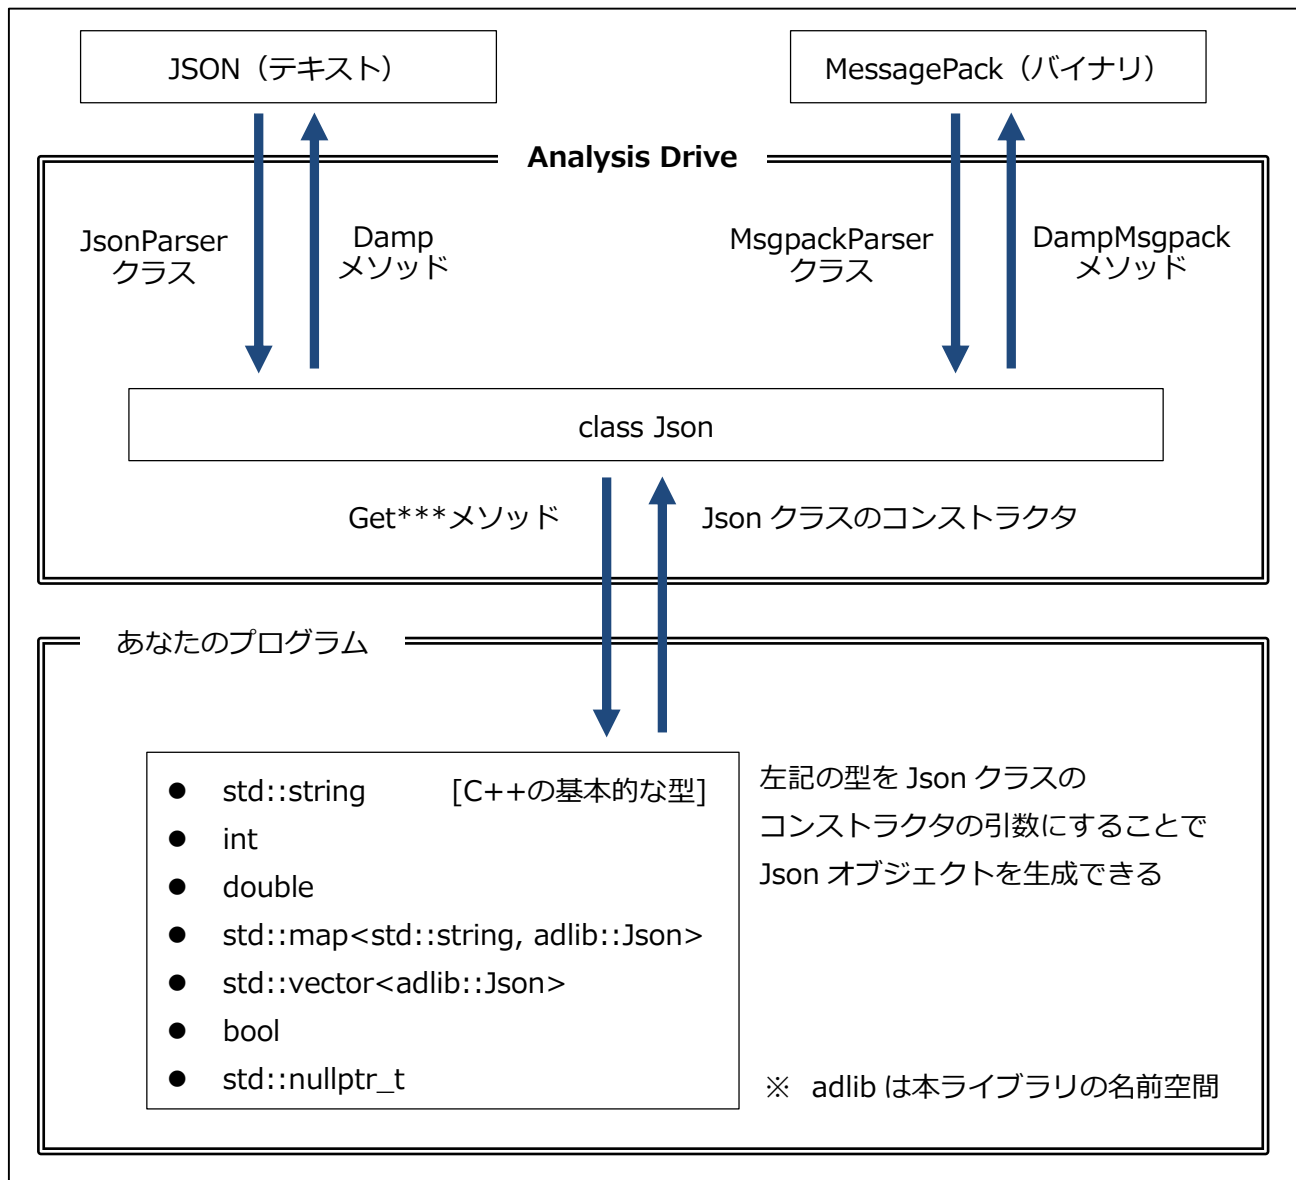 JSON（テキスト）
MessagePack（バイナリ）
Analysis Drive
JsonParser
クラス
Damp
メソッド
MsgpackParser
クラス
DampMsgpack
メソッド
class Json
Get***メソッド
Json クラスのコンストラクタ
あなたのプログラム
● std::string [C++の基本的な型]
● int
● double
● std::map<std::string, adlib::Json>
● std::vector<adlib::Json>
● bool
● std::nullptr_t
左記の型を Json クラスの
コンストラクタの引数にすることで
Json オブジェクトを生成できる
※ adlib は本ライブラリの名前空間